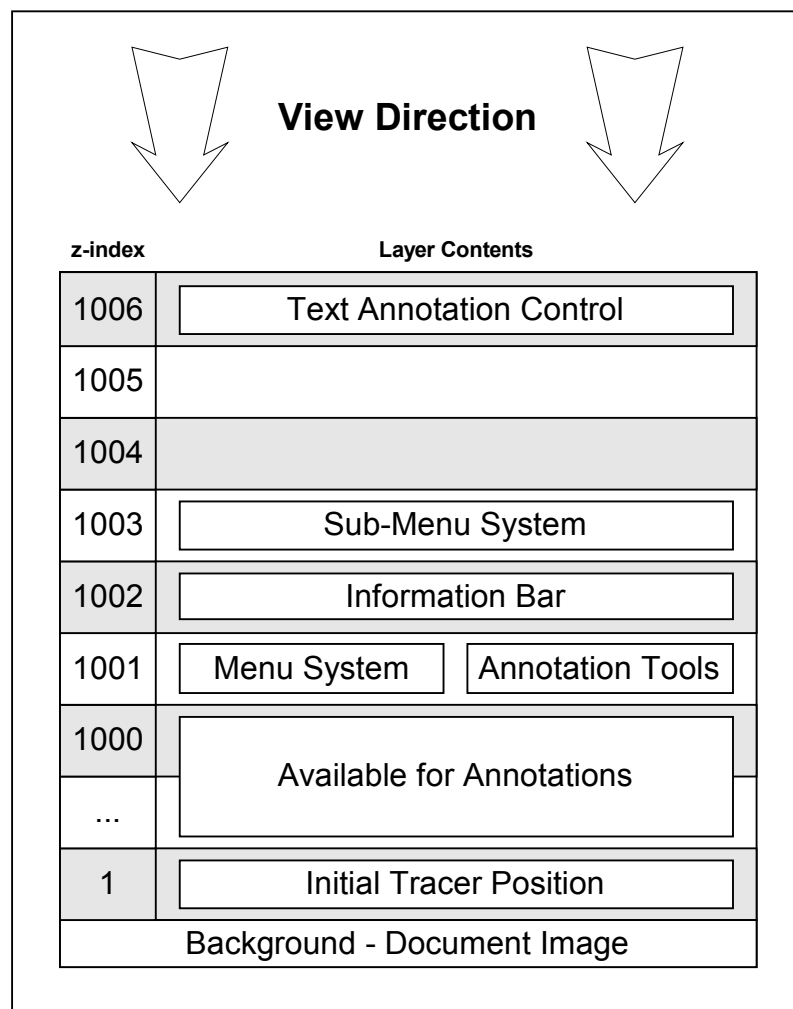 View Direction
z-index Layer Contents
1006 Text Annotation Control
1005
1004
1003 Sub-Menu System
1002 Information Bar
1001 Menu System Annotation Tools
1000
Available for Annotations
...
1 Initial Tracer Position
Background - Document Image